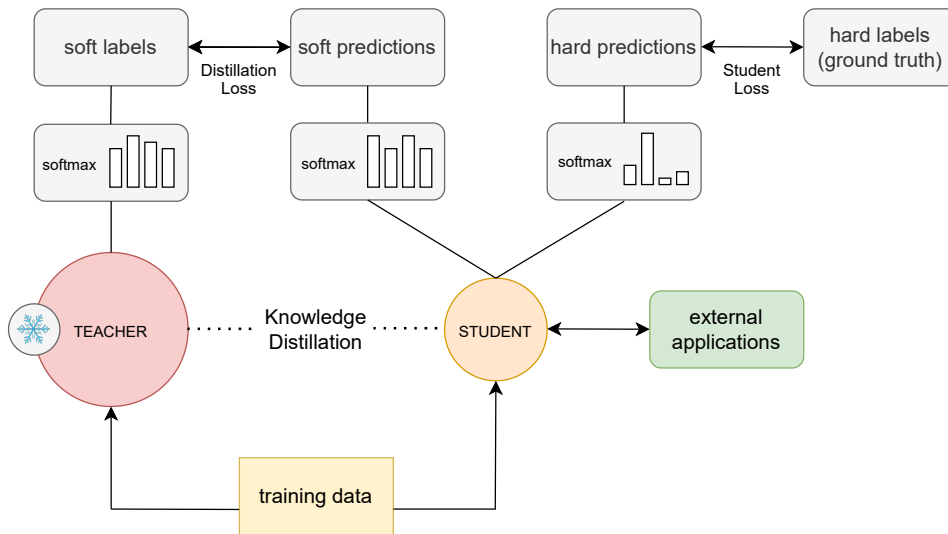 soft labels
Distillation
Loss
soft predictions
hard predictions
Student
Loss
hard labels
(ground truth)
softmax
softmax
softmax
TEACHER
Knowledge
Distillation
STUDENT
external
applications
training data